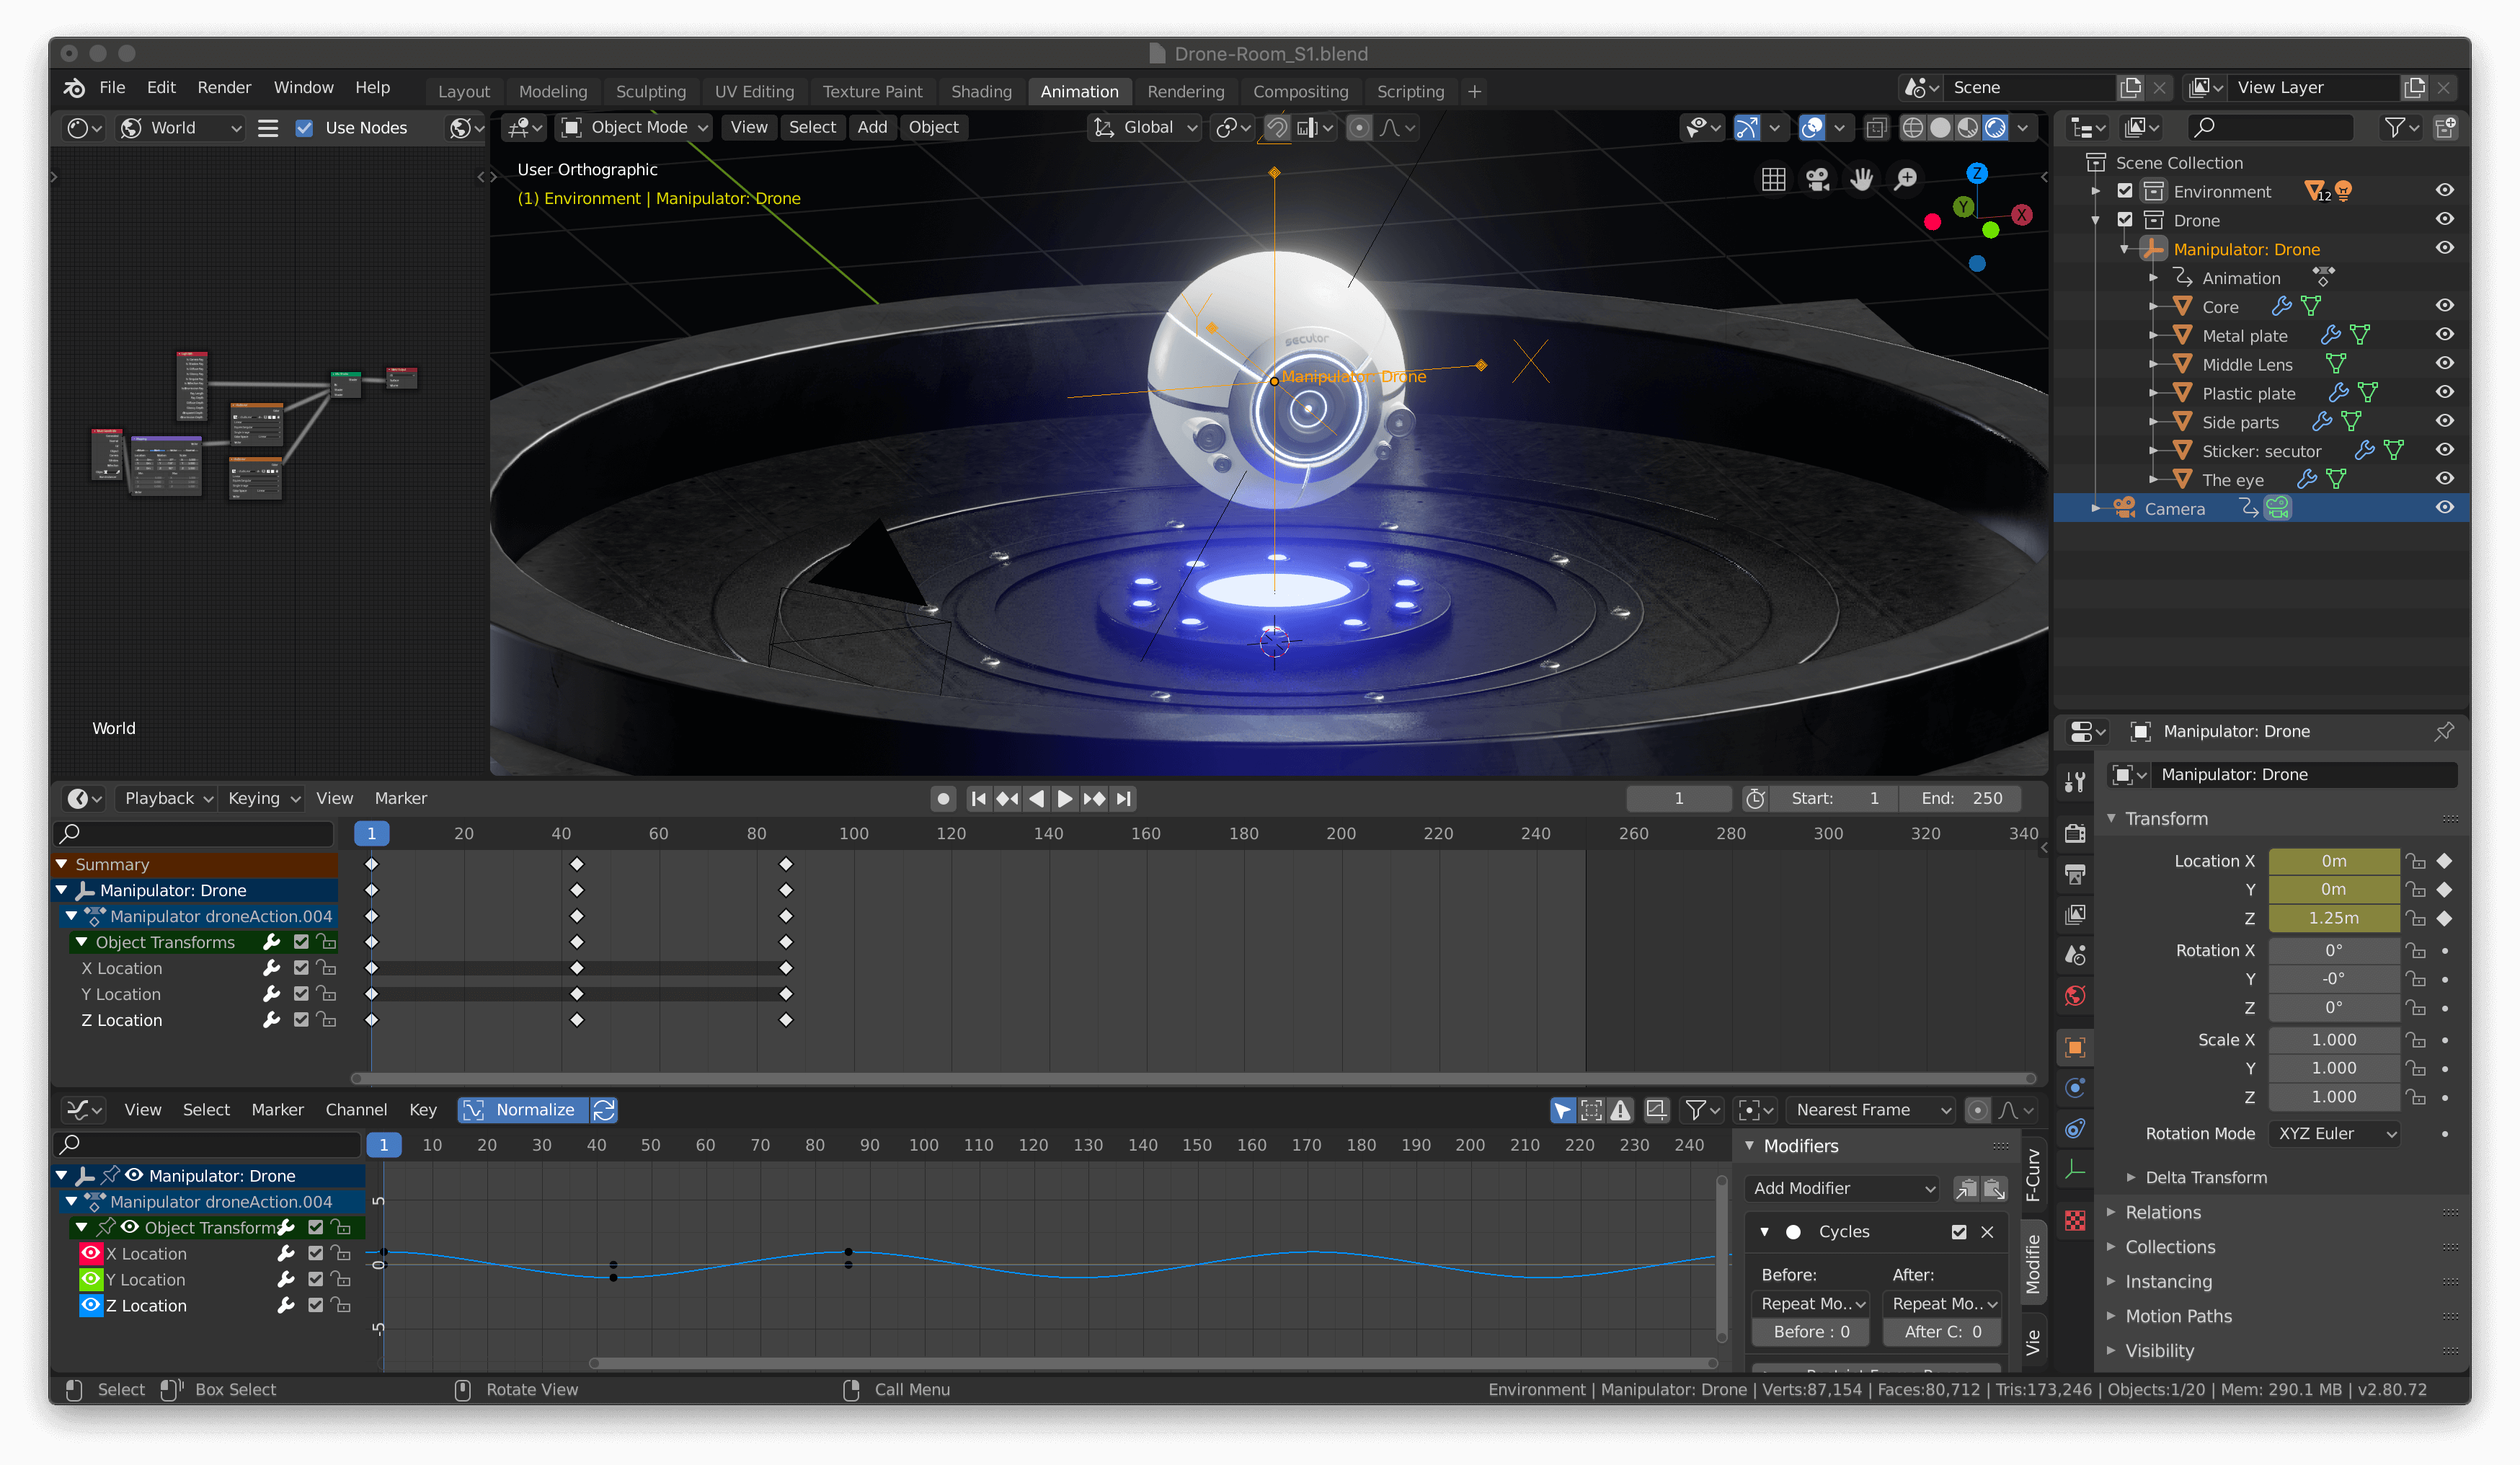 Drone-Room_S1.blend
File Edit Render Window Help
Layout Modeling Sculpting UV Editing Texture Paint Shading Animation Rendering Compositing Scripting +
Scene
View Layer
World
Use Nodes
Object Mode View Select Add Object
Global
User Orthographic
(1) Environment | Manipulator: Drone
Z
Y
X
secutor
Manipulator: Drone
Y
X
World
Scene Collection
Environment 12
Drone
Manipulator: Drone
Animation
Core
Metal plate
Middle Lens
Plastic plate
Side parts
Sticker: secutor
The eye
Camera
Playback Keying View Marker
1
Start: 1
End: 250
1 20 40 60 80 100 120 140 160 180 200 220 240 260 280 300 320 340
Summary
Manipulator: Drone
Manipulator droneAction.004
Object Transforms
X Location
Y Location
Z Location
View Select Marker Channel Key Normalize
Nearest Frame
1 10 20 30 40 50 60 70 80 90 100 110 120 130 140 150 160 170 180 190 200 210 220 230 240
Manipulator: Drone
Manipulator droneAction.004
Object Transforms
X Location
Y Location
Z Location
5
0
-5
Modifiers
Add Modifier
Cycles
Before: After:
Repeat Mo.. Repeat Mo..
Before : 0 After C: 0
F-Curv
Modifie
Vie
Manipulator: Drone
Manipulator: Drone
Transform
Location X 0m
Y 0m
Z 1.25m
Rotation X 0°
Y -0°
Z 0°
Scale X 1.000
Y 1.000
Z 1.000
Rotation Mode XYZ Euler
Delta Transform
Relations
Collections
Instancing
Motion Paths
Visibility
Select Box Select Rotate View Call Menu
Environment | Manipulator: Drone | Verts:87,154 | Faces:80,712 | Tris:173,246 | Objects:1/20 | Mem: 290.1 MB | v2.80.72